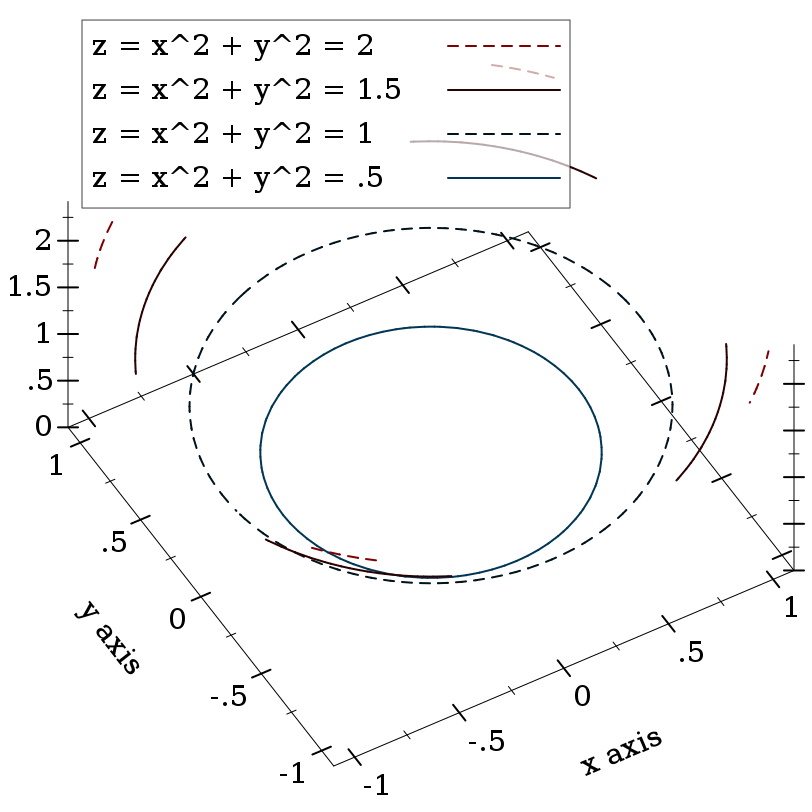 z = x^2 + y^2 = 2
z = x^2 + y^2 = 1.5
z = x^2 + y^2 = 1
z = x^2 + y^2 = .5
2
1.5
1
.5
0
1
.5
0
-.5
-1
y axis
-1
-.5
0
.5
1
x axis